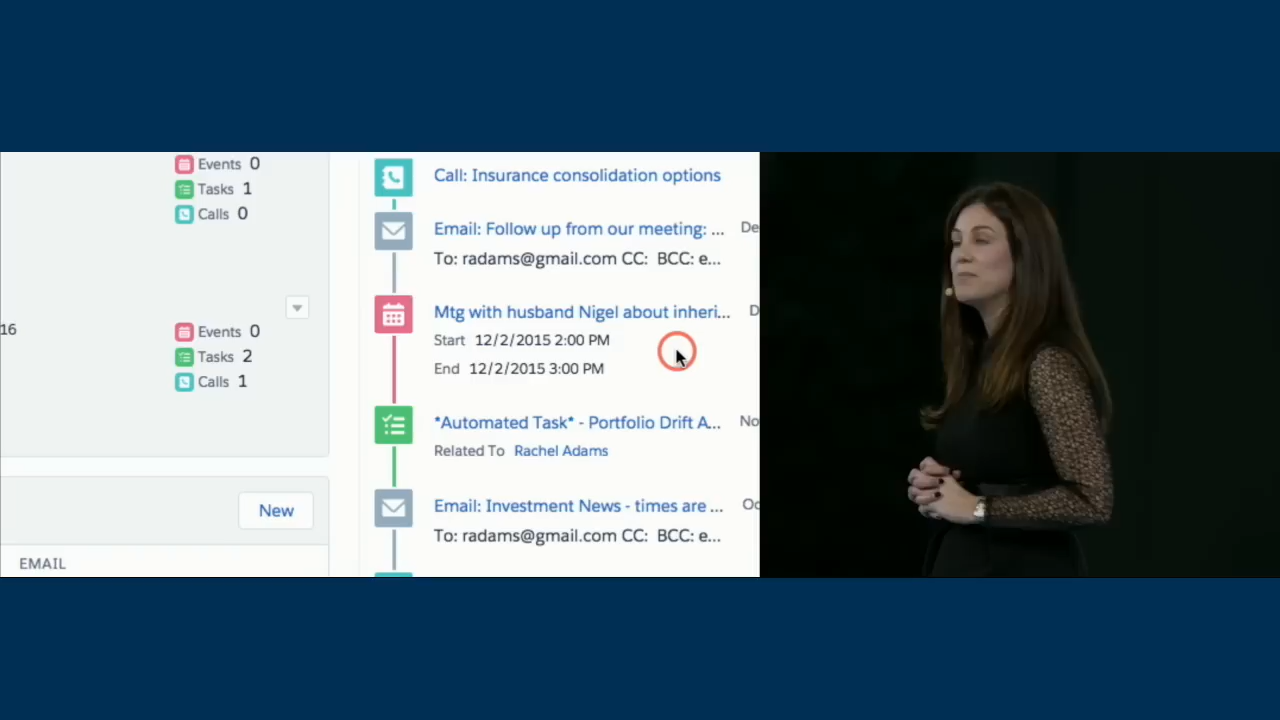 Events 0
Tasks 1
Calls 0
16
Events 0
Tasks 2
Calls 1
New
EMAIL
Call: Insurance consolidation options
Email: Follow up from our meeting: ...
De
To: radams@gmail.com CC: BCC: e...
Mtg with husband Nigel about inheri...
D
Start 12/2/2015 2:00 PM
End 12/2/2015 3:00 PM
*Automated Task* - Portfolio Drift A...
No
Related To Rachel Adams
Email: Investment News - times are ...
Oc
To: radams@gmail.com CC: BCC: e...